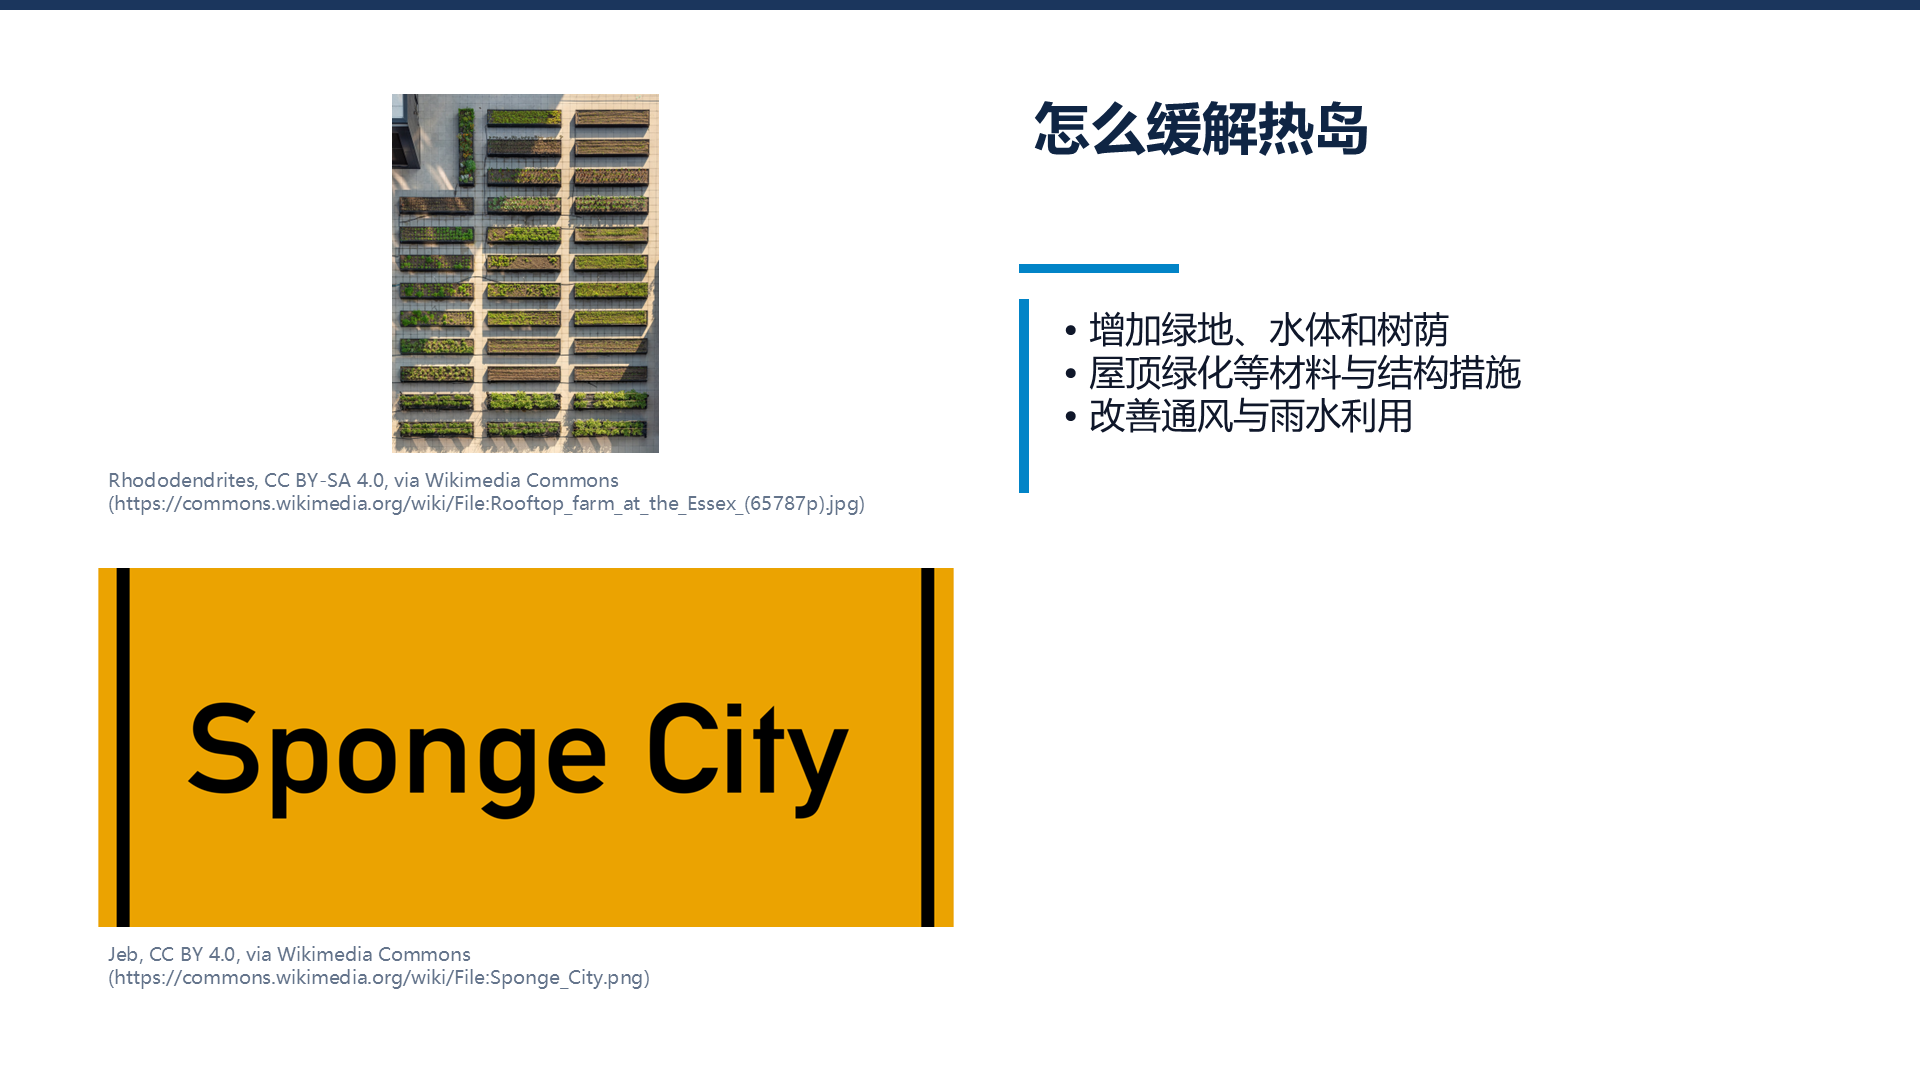 怎么缓解热岛
• 增加绿地、水体和树荫
• 屋顶绿化等材料与结构措施
• 改善通风与雨水利用
Rhododendrites, CC BY-SA 4.0, via Wikimedia Commons
(https://commons.wikimedia.org/wiki/File:Rooftop_farm_at_the_Essex_(65787p).jpg)
Sponge City
Jeb, CC BY 4.0, via Wikimedia Commons
(https://commons.wikimedia.org/wiki/File:Sponge_City.png)